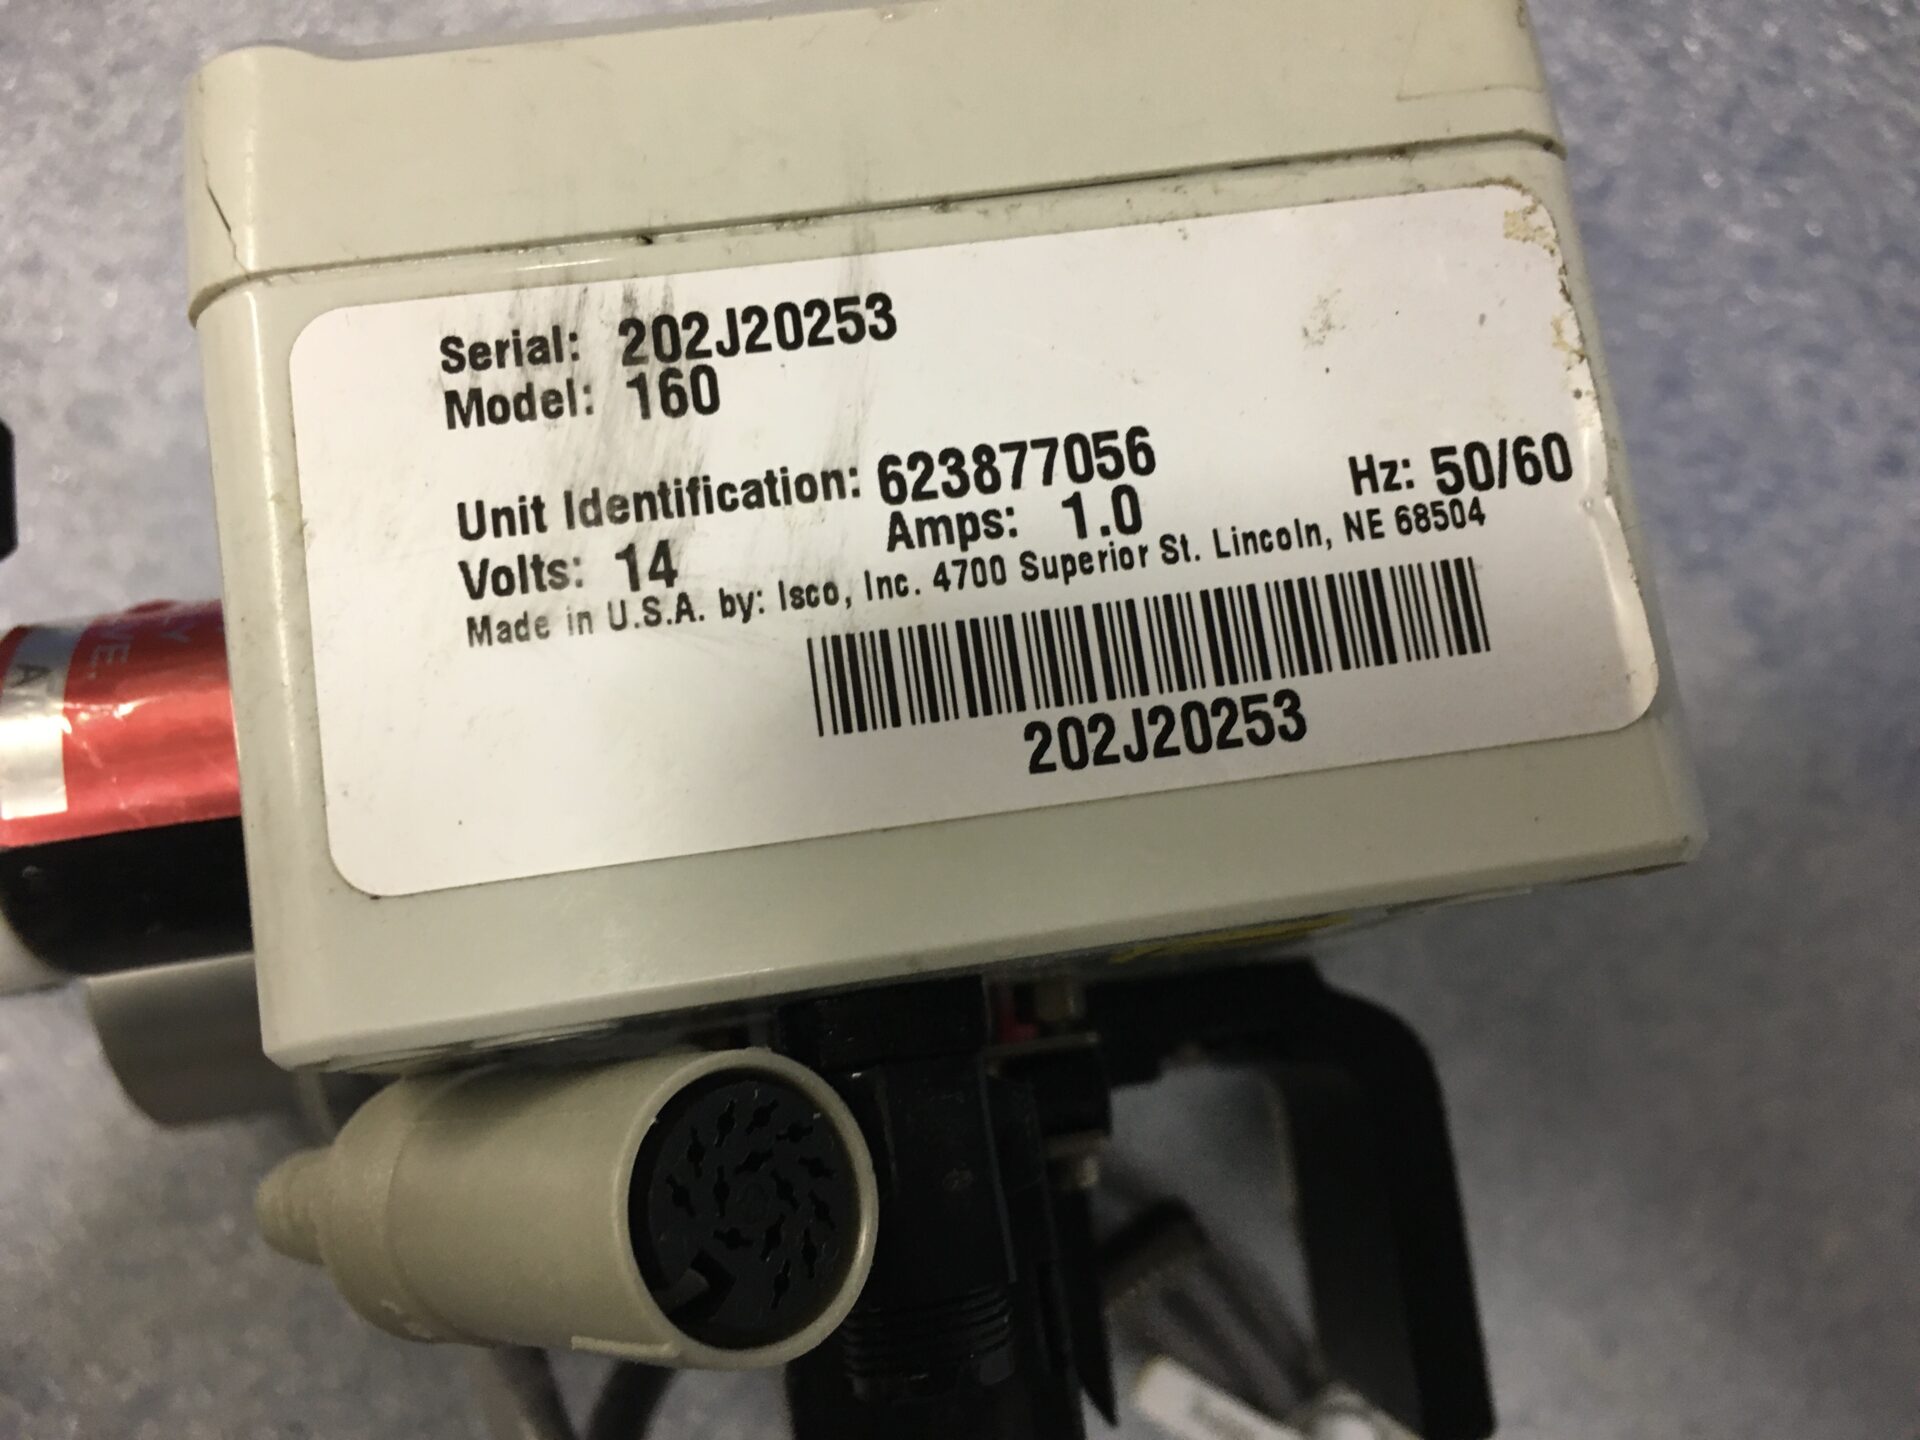 Serial: 202J20253
Model: 160
Unit Identification: 623877056 Hz: 50/60
Volts: 14 Amps: 1.0
Made in U.S.A. by: Isco, Inc. 4700 Superior St. Lincoln, NE 68504
202J20253